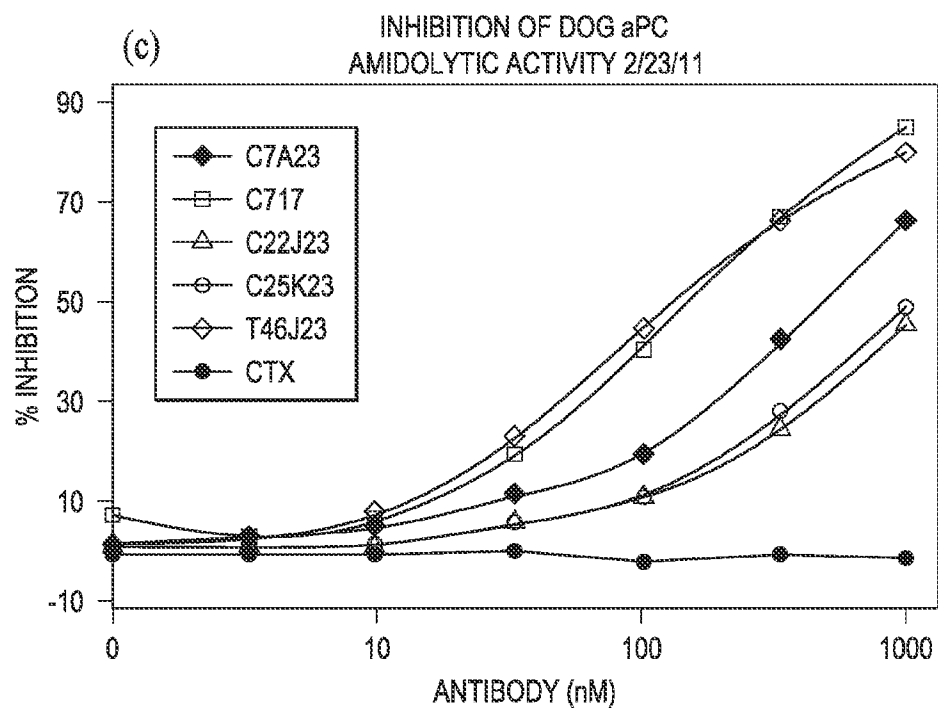 (c)
INHIBITION OF DOG aPC
AMIDOLYTIC ACTIVITY 2/23/11
90
70
50
30
10
-10
% INHIBITION
C7A23
C717
C22J23
C25K23
T46J23
CTX
0 10 100 1000
ANTIBODY (nM)